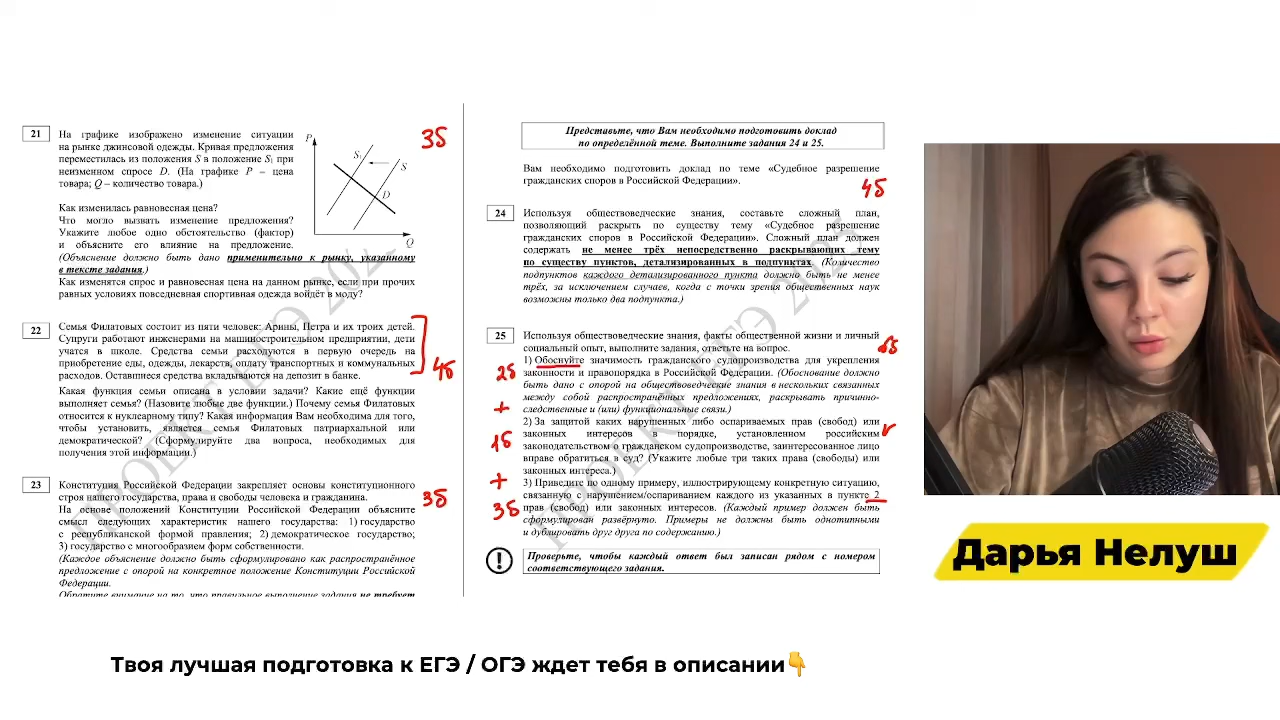 21
На графике изображено изменение ситуации
на рынке джинсовой одежды. Кривая предложения
переместилась из положения S в положение S₁ при
неизменном спросе D. (На графике P – цена
товара; Q – количество товара.)
Как изменилась равновесная цена?
Что могло вызвать изменение предложения?
Укажите любое одно обстоятельство (фактор)
и объясните его влияние на предложение.
(Объяснение должно быть дано применительно к рынку, указанному
в тексте задания.)
Как изменятся спрос и равновесная цена на данном рынке, если при прочих
равных условиях повседневная спортивная одежда войдёт в моду?
P
S₁
S
D
Q
3б
22
Семья Филатовых состоит из пяти человек: Арины, Петра и их троих детей.
Супруги работают инженерами на машиностроительном предприятии, дети
учатся в школе. Средства семьи расходуются в первую очередь на
приобретение еды, одежды, лекарств, оплату транспортных и коммунальных
расходов. Оставшиеся средства вкладываются на депозит в банке.
Какая функция семьи описана в условии задачи? Какие ещё функции
выполняет семья? (Назовите любые две функции.) Почему семья Филатовых
относится к нуклеарному типу? Какая информация Вам необходима для того,
чтобы установить, является семья Филатовых патриархальной или
демократической? (Сформулируйте два вопроса, необходимых для
получения этой информации.)
4б
23
Конституция Российской Федерации закрепляет основы конституционного
строя нашего государства, права и свободы человека и гражданина.
На основе положений Конституции Российской Федерации объясните
смысл следующих характеристик нашего государства: 1) государство
с республиканской формой правления; 2) демократическое государство;
3) государство с многообразием форм собственности.
(Каждое объяснение должно быть сформулировано как распространённое
предложение с опорой на конкретное положение Конституции Российской
Федерации.
Обратите внимание на то, что правильное выполнение задания не требует
3б
Представьте, что Вам необходимо подготовить доклад
по определённой теме. Выполните задания 24 и 25.
Вам необходимо подготовить доклад по теме «Судебное разрешение
гражданских споров в Российской Федерации».
4б
24
Используя обществоведческие знания, составьте сложный план,
позволяющий раскрыть по существу тему «Судебное разрешение
гражданских споров в Российской Федерации». Сложный план должен
содержать не менее трёх непосредственно раскрывающих тему
по существу пунктов, детализированных в подпунктах. (Количество
подпунктов каждого детализированного пункта должно быть не менее
трёх, за исключением случаев, когда с точки зрения общественных наук
возможны только два подпункта.)
25
Используя обществоведческие знания, факты общественной жизни и личный
социальный опыт, выполните задания, ответьте на вопрос.
1) Обоснуйте значимость гражданского судопроизводства для укрепления
законности и правопорядка в Российской Федерации. (Обоснование должно
быть дано с опорой на обществоведческие знания в нескольких связанных
между собой распространённых предложениях, раскрывать причинно-
следственные и (или) функциональные связи.)
2) За защитой каких нарушенных либо оспариваемых прав (свобод) или
законных интересов в порядке, установленном российским
законодательством о гражданском судопроизводстве, заинтересованное лицо
вправе обратиться в суд? (Укажите любые три таких права (свободы) или
законных интереса.)
3) Приведите по одному примеру, иллюстрирующему конкретную ситуацию,
связанную с нарушением/оспариванием каждого из указанных в пункте 2
прав (свобод) или законных интересов. (Каждый пример должен быть
сформулирован развёрнуто. Примеры не должны быть однотипными
и дублировать друг друга по содержанию.)
2б
+
1б
+
3б
Проверьте, чтобы каждый ответ был записан рядом с номером
соответствующего задания.
ПРОЕКТ ЕГЭ
Дарья Нелуш
Твоя лучшая подготовка к ЕГЭ / ОГЭ ждет тебя в описании👇